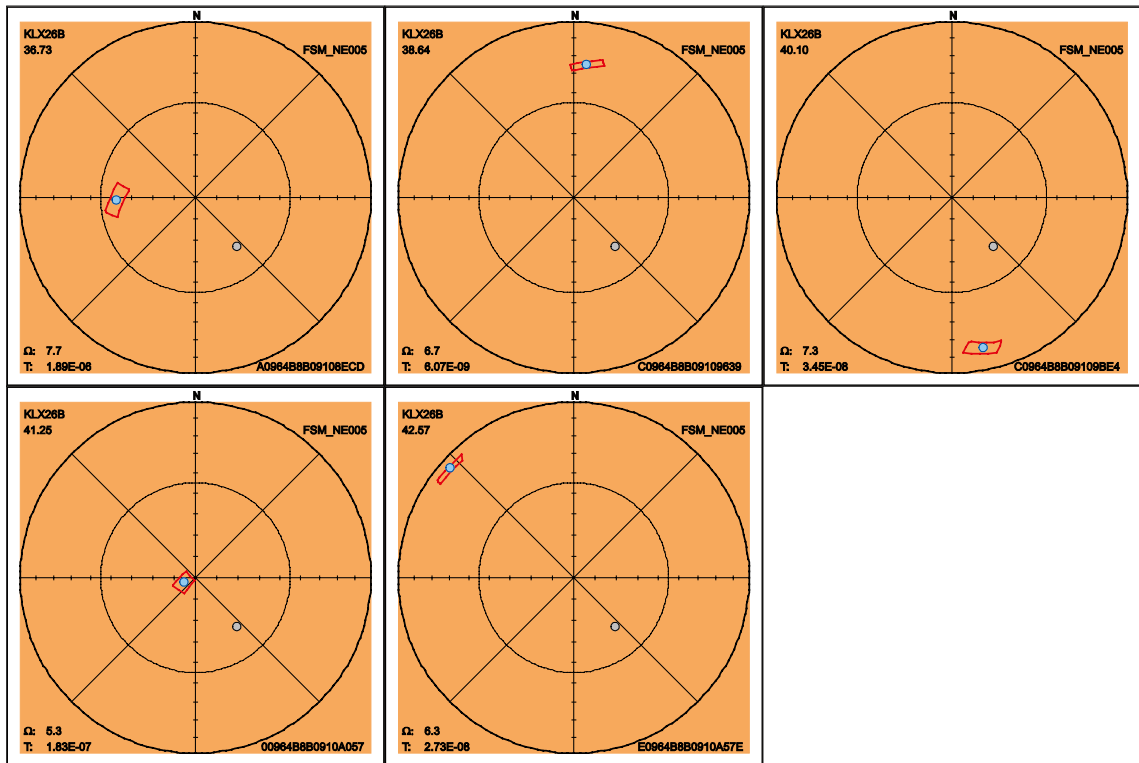 N
KLX26B
36.73
FSM_NE005
Ω: 7.7
T: 1.89E-06
A0964B8B09108ECD
N
KLX26B
38.64
FSM_NE005
Ω: 6.7
T: 6.07E-09
C0964B8B09109639
N
KLX26B
40.10
FSM_NE005
Ω: 7.3
T: 3.45E-08
C0964B8B09109BE4
N
KLX26B
41.25
FSM_NE005
Ω: 5.3
T: 1.83E-07
00964B8B0910A057
N
KLX26B
42.57
FSM_NE005
Ω: 6.3
T: 2.73E-08
E0964B8B0910A57E